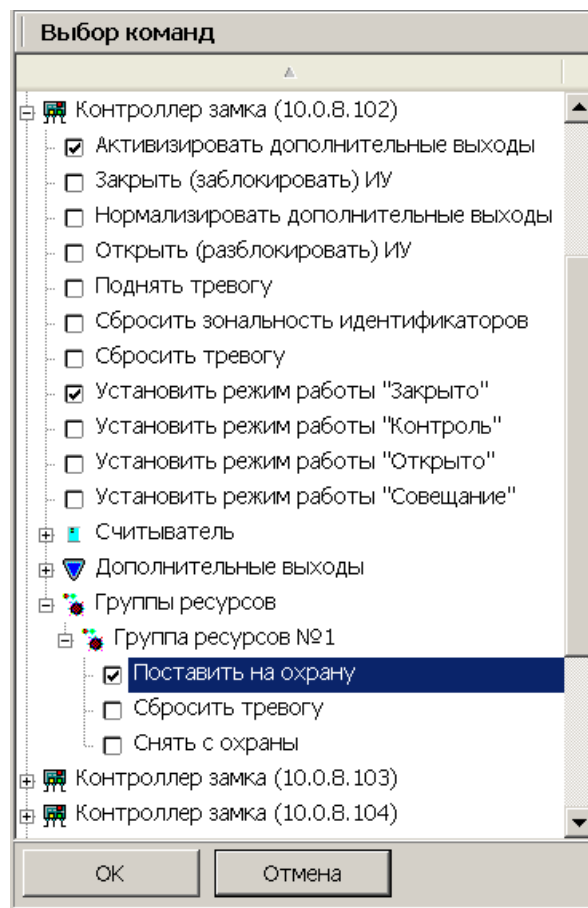 Выбор команд
Контроллер замка (10.0.8.102)
Активизировать дополнительные выходы
Закрыть (заблокировать) ИУ
Нормализировать дополнительные выходы
Открыть (разблокировать) ИУ
Поднять тревогу
Сбросить зональность идентификаторов
Сбросить тревогу
Установить режим работы "Закрыто"
Установить режим работы "Контроль"
Установить режим работы "Открыто"
Установить режим работы "Совещание"
Считыватель
Дополнительные выходы
Группы ресурсов
Группа ресурсов №1
Поставить на охрану
Сбросить тревогу
Снять с охраны
Контроллер замка (10.0.8.103)
Контроллер замка (10.0.8.104)
ОК Отмена